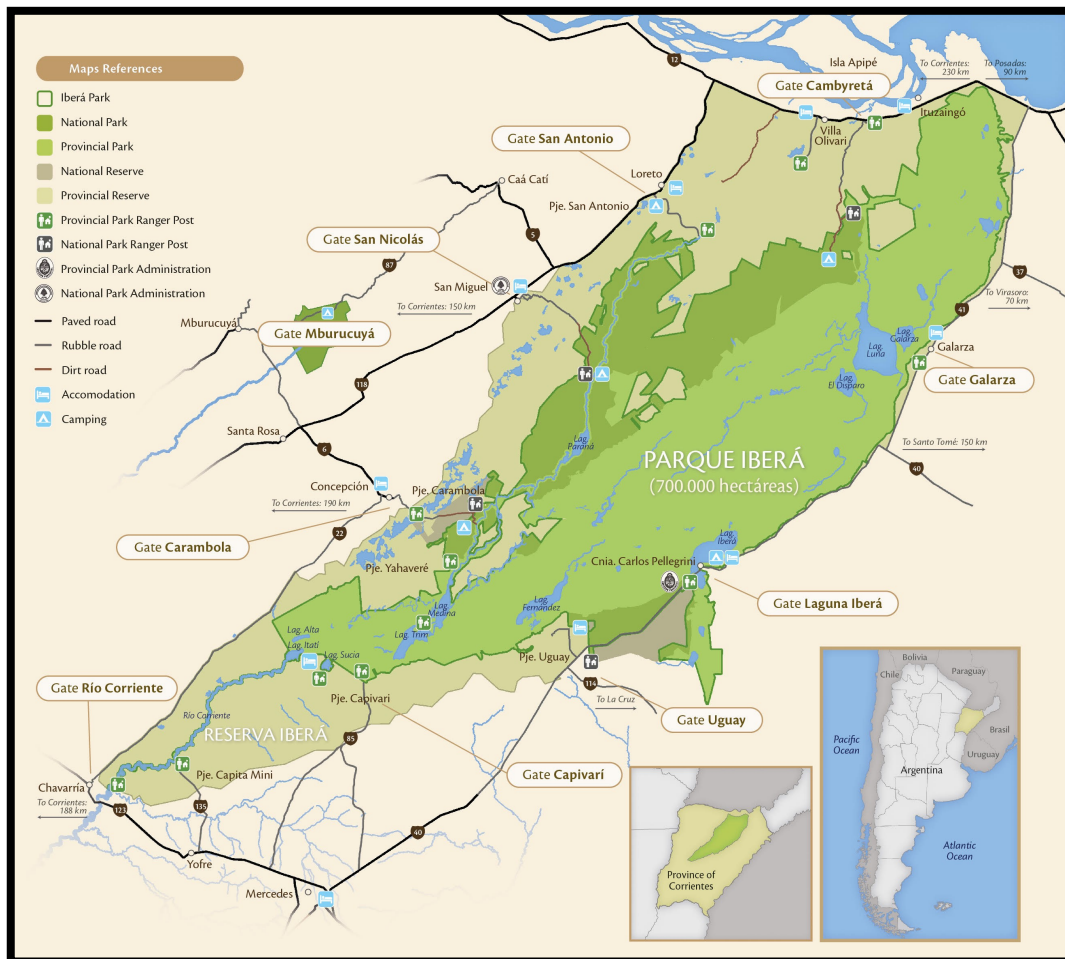 Maps References
Iberá Park
National Park
Provincial Park
National Reserve
Provincial Reserve
Provincial Park Ranger Post
National Park Ranger Post
Provincial Park Administration
National Park Administration
Paved road
Rubble road
Dirt road
Accomodation
Camping
12
Isla Apipé
To Corrientes:
230 km
To Posadas:
90 km
Gate Cambyretá
Ituzaingó
Villa
Olivari
Gate San Antonio
Loreto
Pje. San Antonio
Caá Catí
5
Gate San Nicolás
87
San Miguel
To Corrientes: 150 km
Mburucuyá
Gate Mburucuyá
118
Santa Rosa
6
Concepción
To Corrientes: 190 km
22
Gate Carambola
Pje. Carambola
Pje. Yahaveré
Lag.
Paraná
PARQUE IBERÁ
(700.000 hectáreas)
37
To Virasoro:
70 km
41
Lag.
Galarza
Lag.
Luna
Lag.
El Disparo
Galarza
Gate Galarza
To Santo Tomé: 150 km
40
Lag.
Iberá
Cnia. Carlos Pellegrini
Gate Laguna Iberá
Lag.
Fernández
Lag.
Medina
Lag. Trim
Lag. Alta
Lag. Itatí
Lag. Sucia
Pje. Uguay
114
To La Cruz
Gate Uguay
Pje. Capivari
Gate Río Corriente
Río Corriente
RESERVA IBERÁ
85
Gate Capivarí
Pje. Capita Mini
Chavarría
To Corrientes:
188 km
123
135
40
Yofre
Mercedes
Province of
Corrientes
Bolivia
Paraguay
Chile
Brasil
Uruguay
Pacific
Ocean
Argentina
Atlantic
Ocean